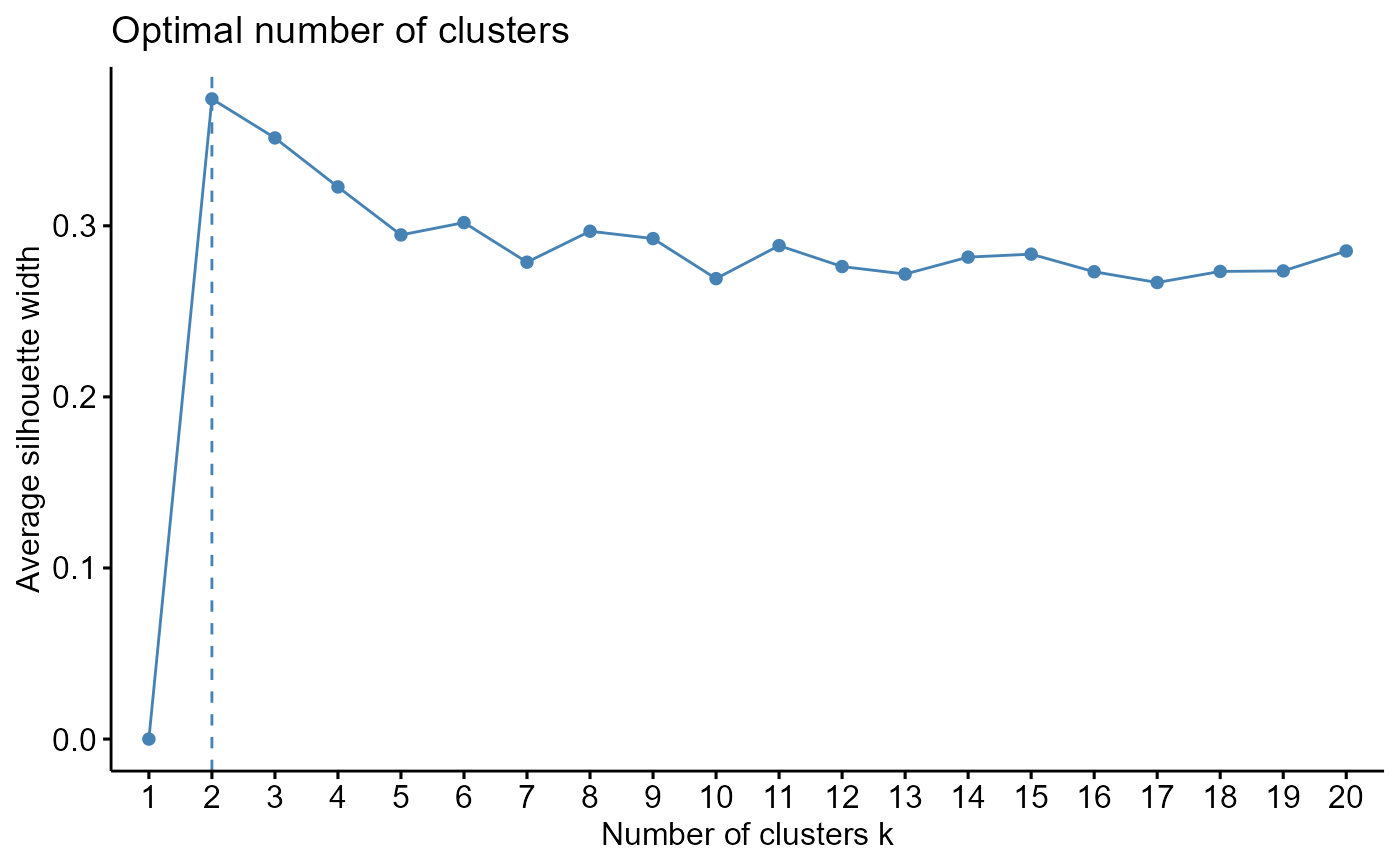 Optimal number of clusters
Average silhouette width
0.3
0.2
0.1
0.0
1 2 3 4 5 6 7 8 9 10 11 12 13 14 15 16 17 18 19 20
Number of clusters k